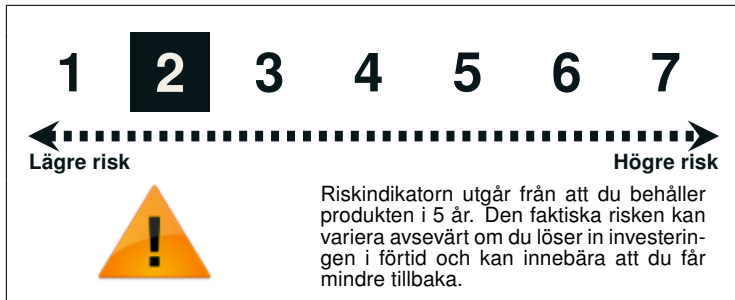 1 2 3 4 5 6 7
Lägre risk Högre risk
Riskindikatorn utgår från att du behåller
produkten i 5 år. Den faktiska risken kan
variera avsevärt om du löser in investerin-
gen i förtid och kan innebära att du får
mindre tillbaka.